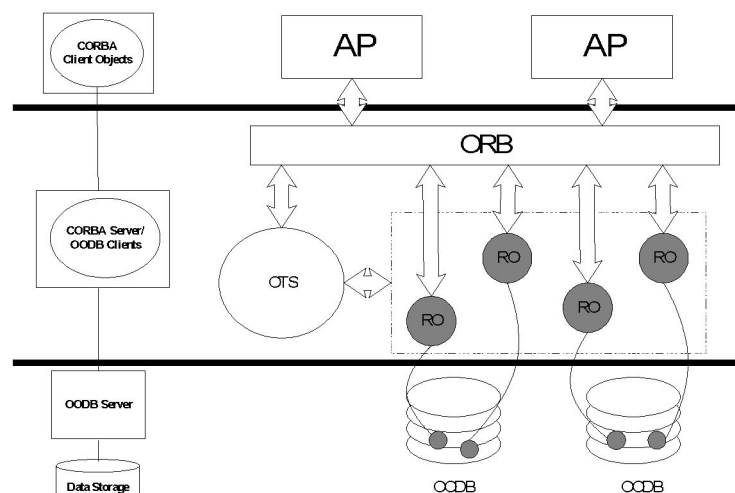 CORBA
Client Objects
AP
AP
ORB
CORBA Server/
OODB Clients
OTS
RO
RO
RO
RO
OODB Server
Data Storage
OODB
OODB